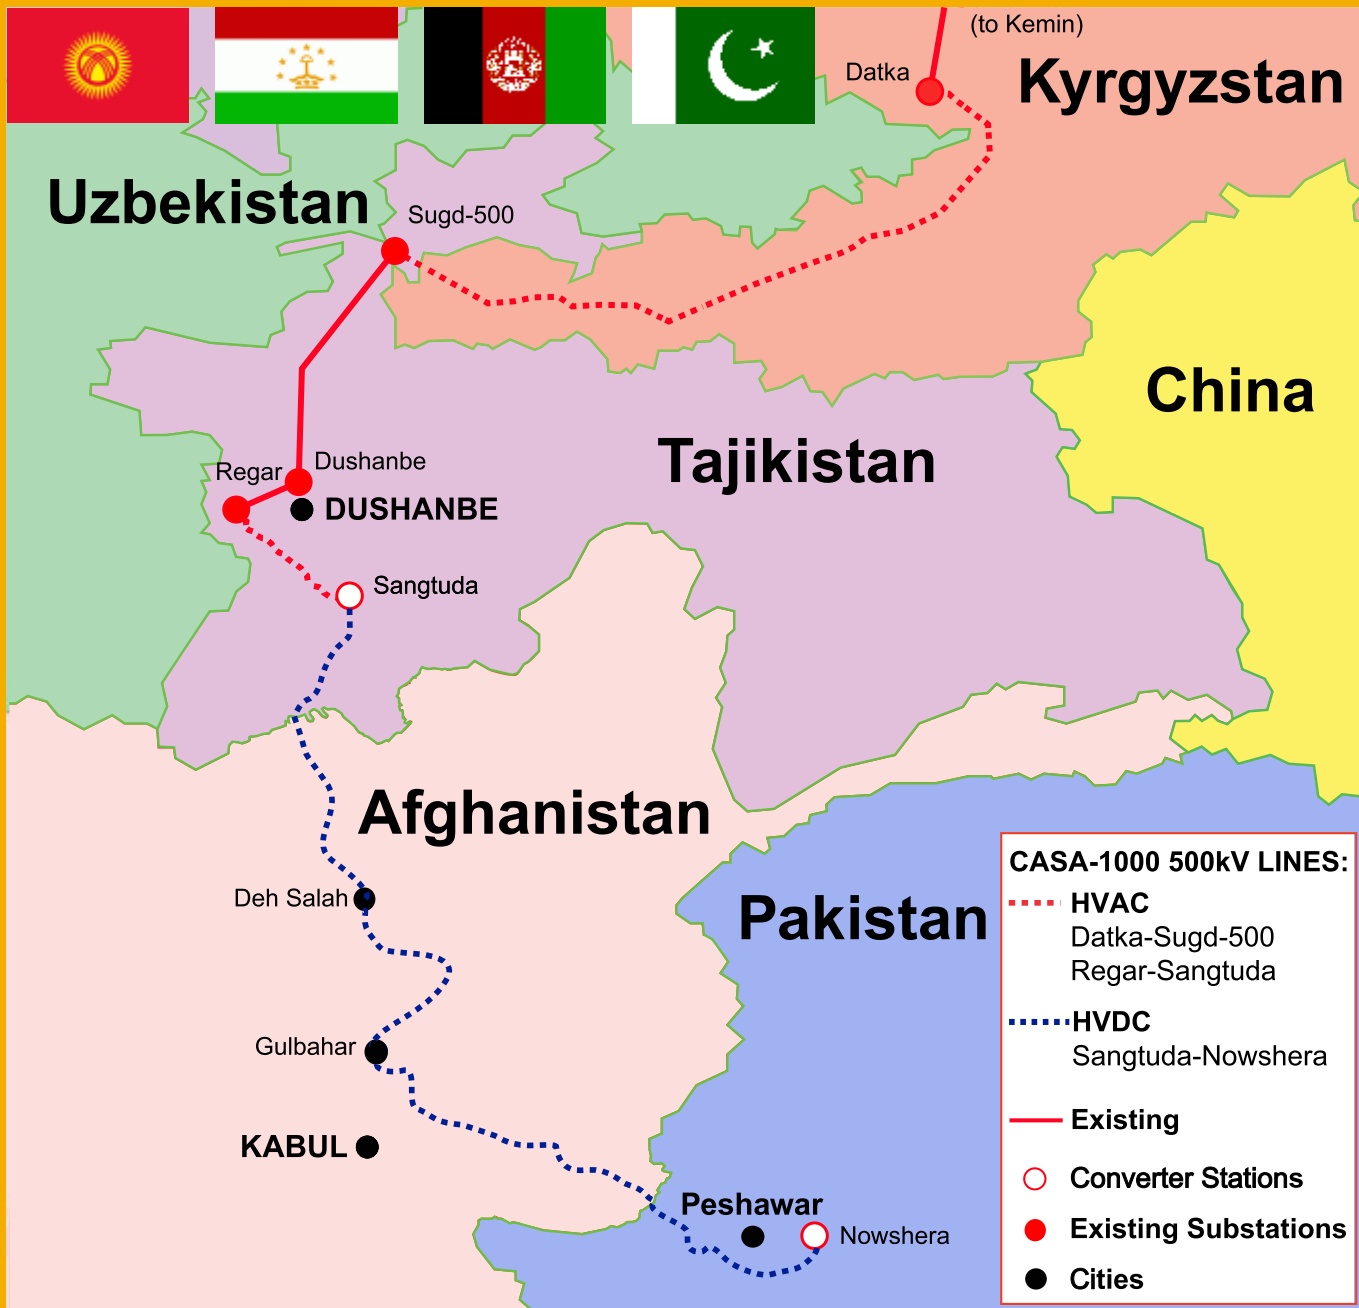 (to Kemin)
Datka
Kyrgyzstan
Uzbekistan
Sugd-500
China
Tajikistan
Regar
Dushanbe
DUSHANBE
Sangtuda
Afghanistan
Deh Salah
Pakistan
Gulbahar
KABUL
Peshawar
Nowshera
CASA-1000 500kV LINES:
HVAC
Datka-Sugd-500
Regar-Sangtuda
HVDC
Sangtuda-Nowshera
Existing
Converter Stations
Existing Substations
Cities